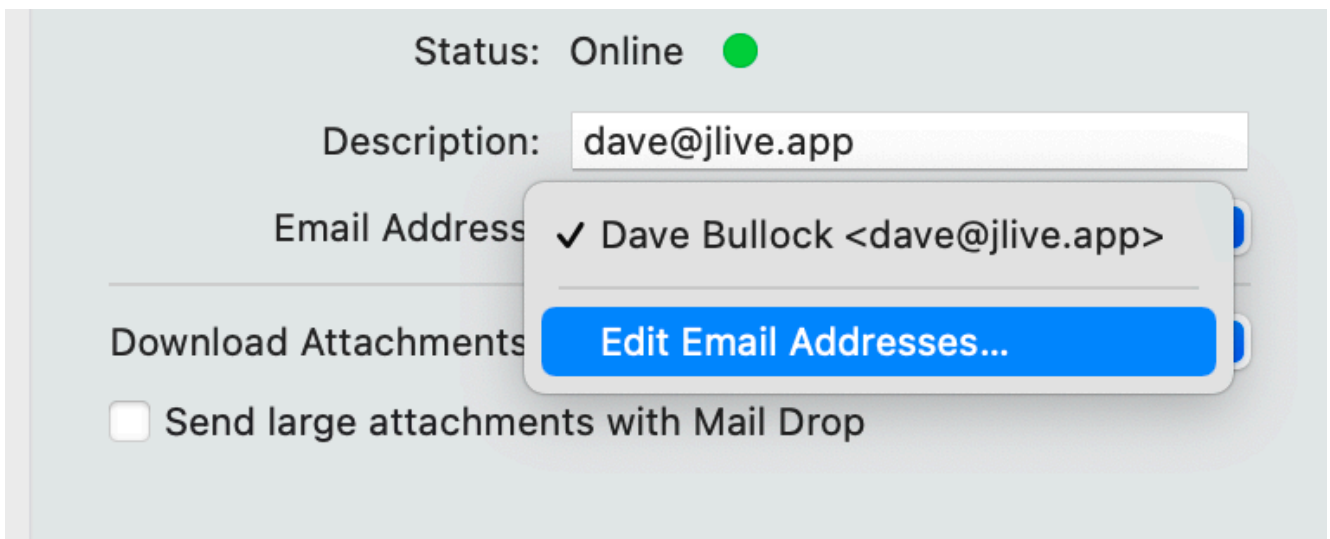 Status: Online
Description: dave@jlive.app
Email Address
✓ Dave Bullock <dave@jlive.app>
Download Attachments
Edit Email Addresses...
Send large attachments with Mail Drop